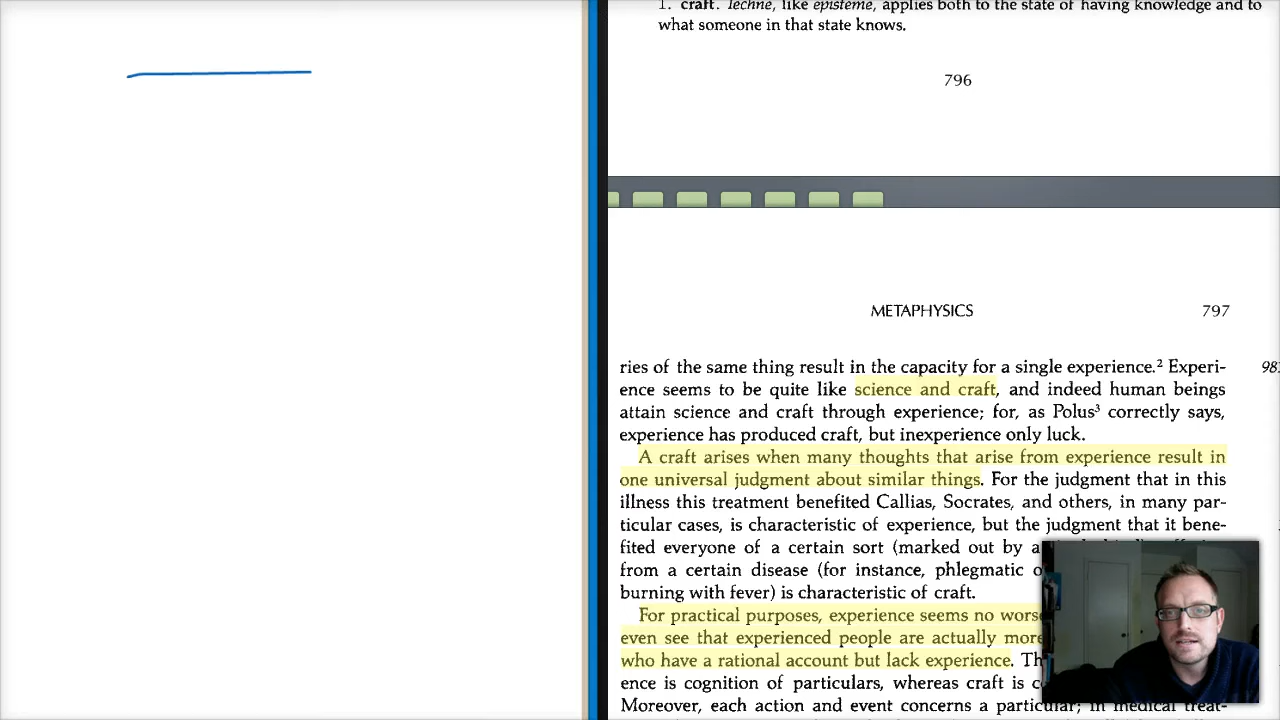 1. craft. Technê, like epistêmê, applies both to the state of having knowledge and to
what someone in that state knows.
796
METAPHYSICS 797
ries of the same thing result in the capacity for a single experience.² Experi- 981
ence seems to be quite like science and craft, and indeed human beings
attain science and craft through experience; for, as Polus³ correctly says,
experience has produced craft, but inexperience only luck.
A craft arises when many thoughts that arise from experience result in
one universal judgment about similar things. For the judgment that in this
illness this treatment benefited Callias, Socrates, and others, in many par-
ticular cases, is characteristic of experience, but the judgment that it bene-
fited everyone of a certain sort (marked out by a
from a certain disease (for instance, phlegmatic o
burning with fever) is characteristic of craft.
For practical purposes, experience seems no worse
even see that experienced people are actually more
who have a rational account but lack experience. Th
ence is cognition of particulars, whereas craft is c
Moreover, each action and event concerns a particular; in medical treat-